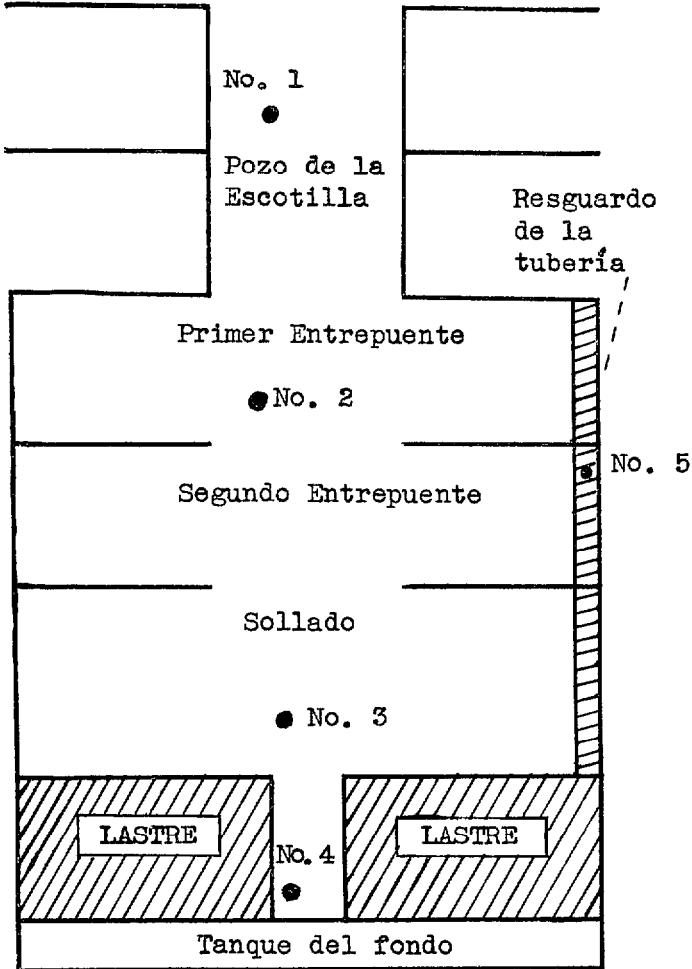 No. 1
Pozo de la
Escotilla
Resguardo
de la
tubería
Primer Entrepuente
No. 2
No. 5
Segundo Entrepuente
Sollado
No. 3
LASTRE
LASTRE
No. 4
Tanque del fondo